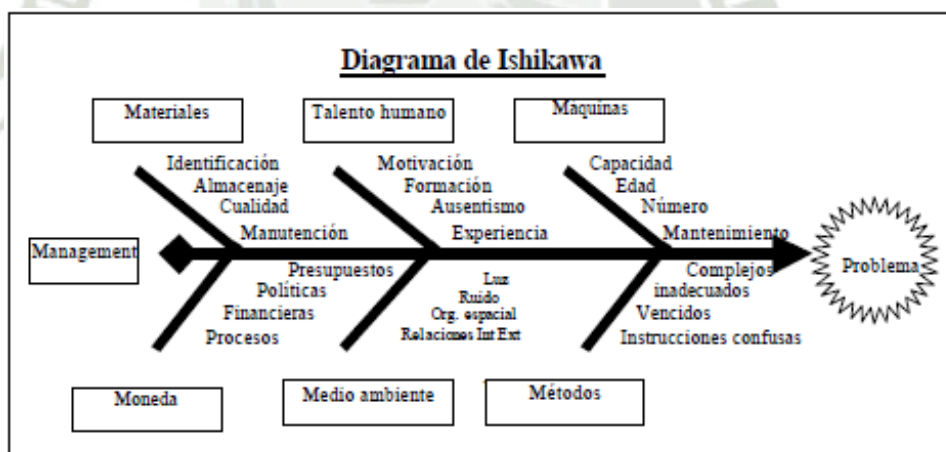 Diagrama de Ishikawa
Materiales
Talento humano
Maquinas
Identificación
Almacenaje
Cualidad
Manutención
Motivación
Formación
Ausentismo
Experiencia
Capacidad
Edad
Número
Mantenimiento
Management
Problema
Presupuestos
Políticas
Financieras
Procesos
Luz
Ruido
Org. espacial
Relaciones Int Ext
Complejos
inadecuados
Vencidos
Instrucciones confusas
Moneda
Medio ambiente
Métodos